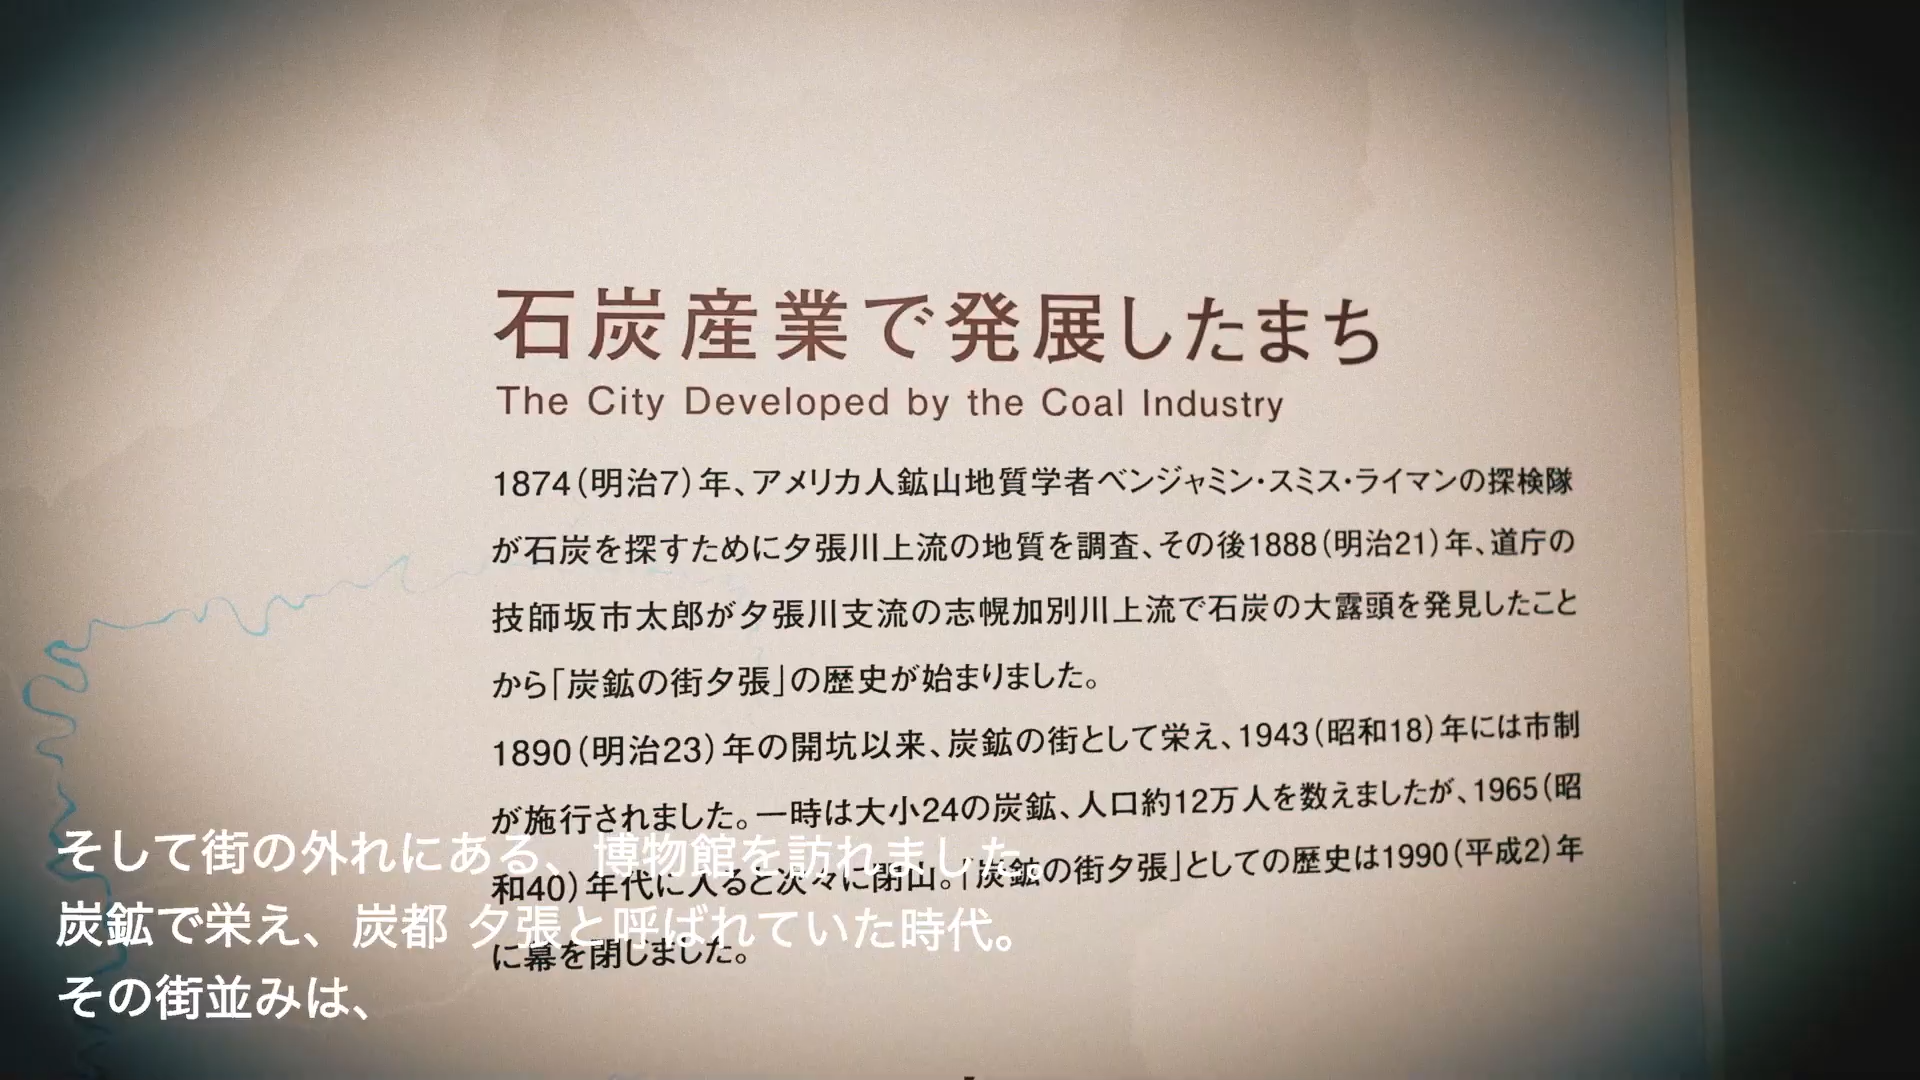 石炭産業で発展したまち
The City Developed by the Coal Industry
1874(明治7)年、アメリカ人鉱山地質学者ベンジャミン・スミス・ライマンの探検隊
が石炭を探すために夕張川上流の地質を調査、その後1888(明治21)年、道庁の
技師坂市太郎が夕張川支流の志幌加別川上流で石炭の大露頭を発見したこと
から「炭鉱の街夕張」の歴史が始まりました。
1890(明治23)年の開坑以来、炭鉱の街として栄え、1943(昭和18)年には市制
が施行されました。一時は大小24の炭鉱、人口約12万人を数えましたが、1965(昭
和40)年代に入ると次々に閉山。「炭鉱の街夕張」としての歴史は1990(平成2)年
に幕を閉じました。
そして街の外れにある、博物館を訪れました。
炭鉱で栄え、炭都 夕張と呼ばれていた時代。
その街並みは、